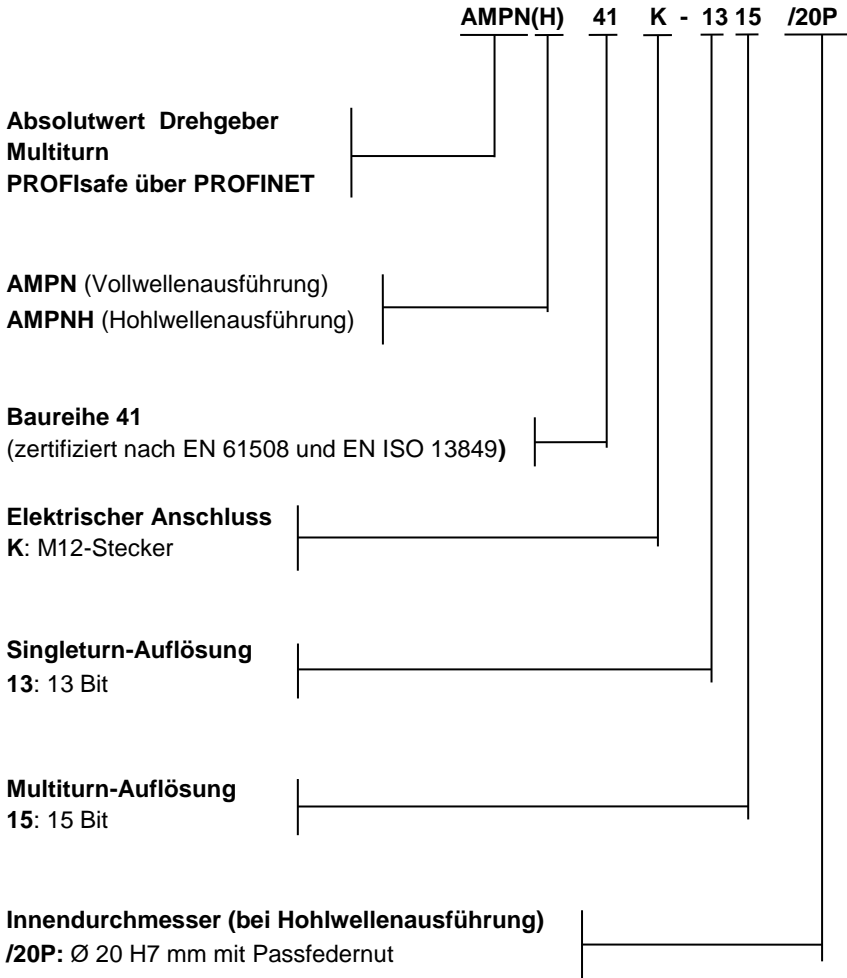 AMPN(H) 41 K - 13 15 /20P
Absolutwert Drehgeber
Multiturn
PROFIsafe über PROFINET
AMPN (Vollwellenausführung)
AMPNH (Hohlwellenausführung)
Baureihe 41
(zertifiziert nach EN 61508 und EN ISO 13849)
Elektrischer Anschluss
K: M12-Stecker
Singleturn-Auflösung
13: 13 Bit
Multiturn-Auflösung
15: 15 Bit
Innendurchmesser (bei Hohlwellenausführung)
/20P: Ø 20 H7 mm mit Passfedernut